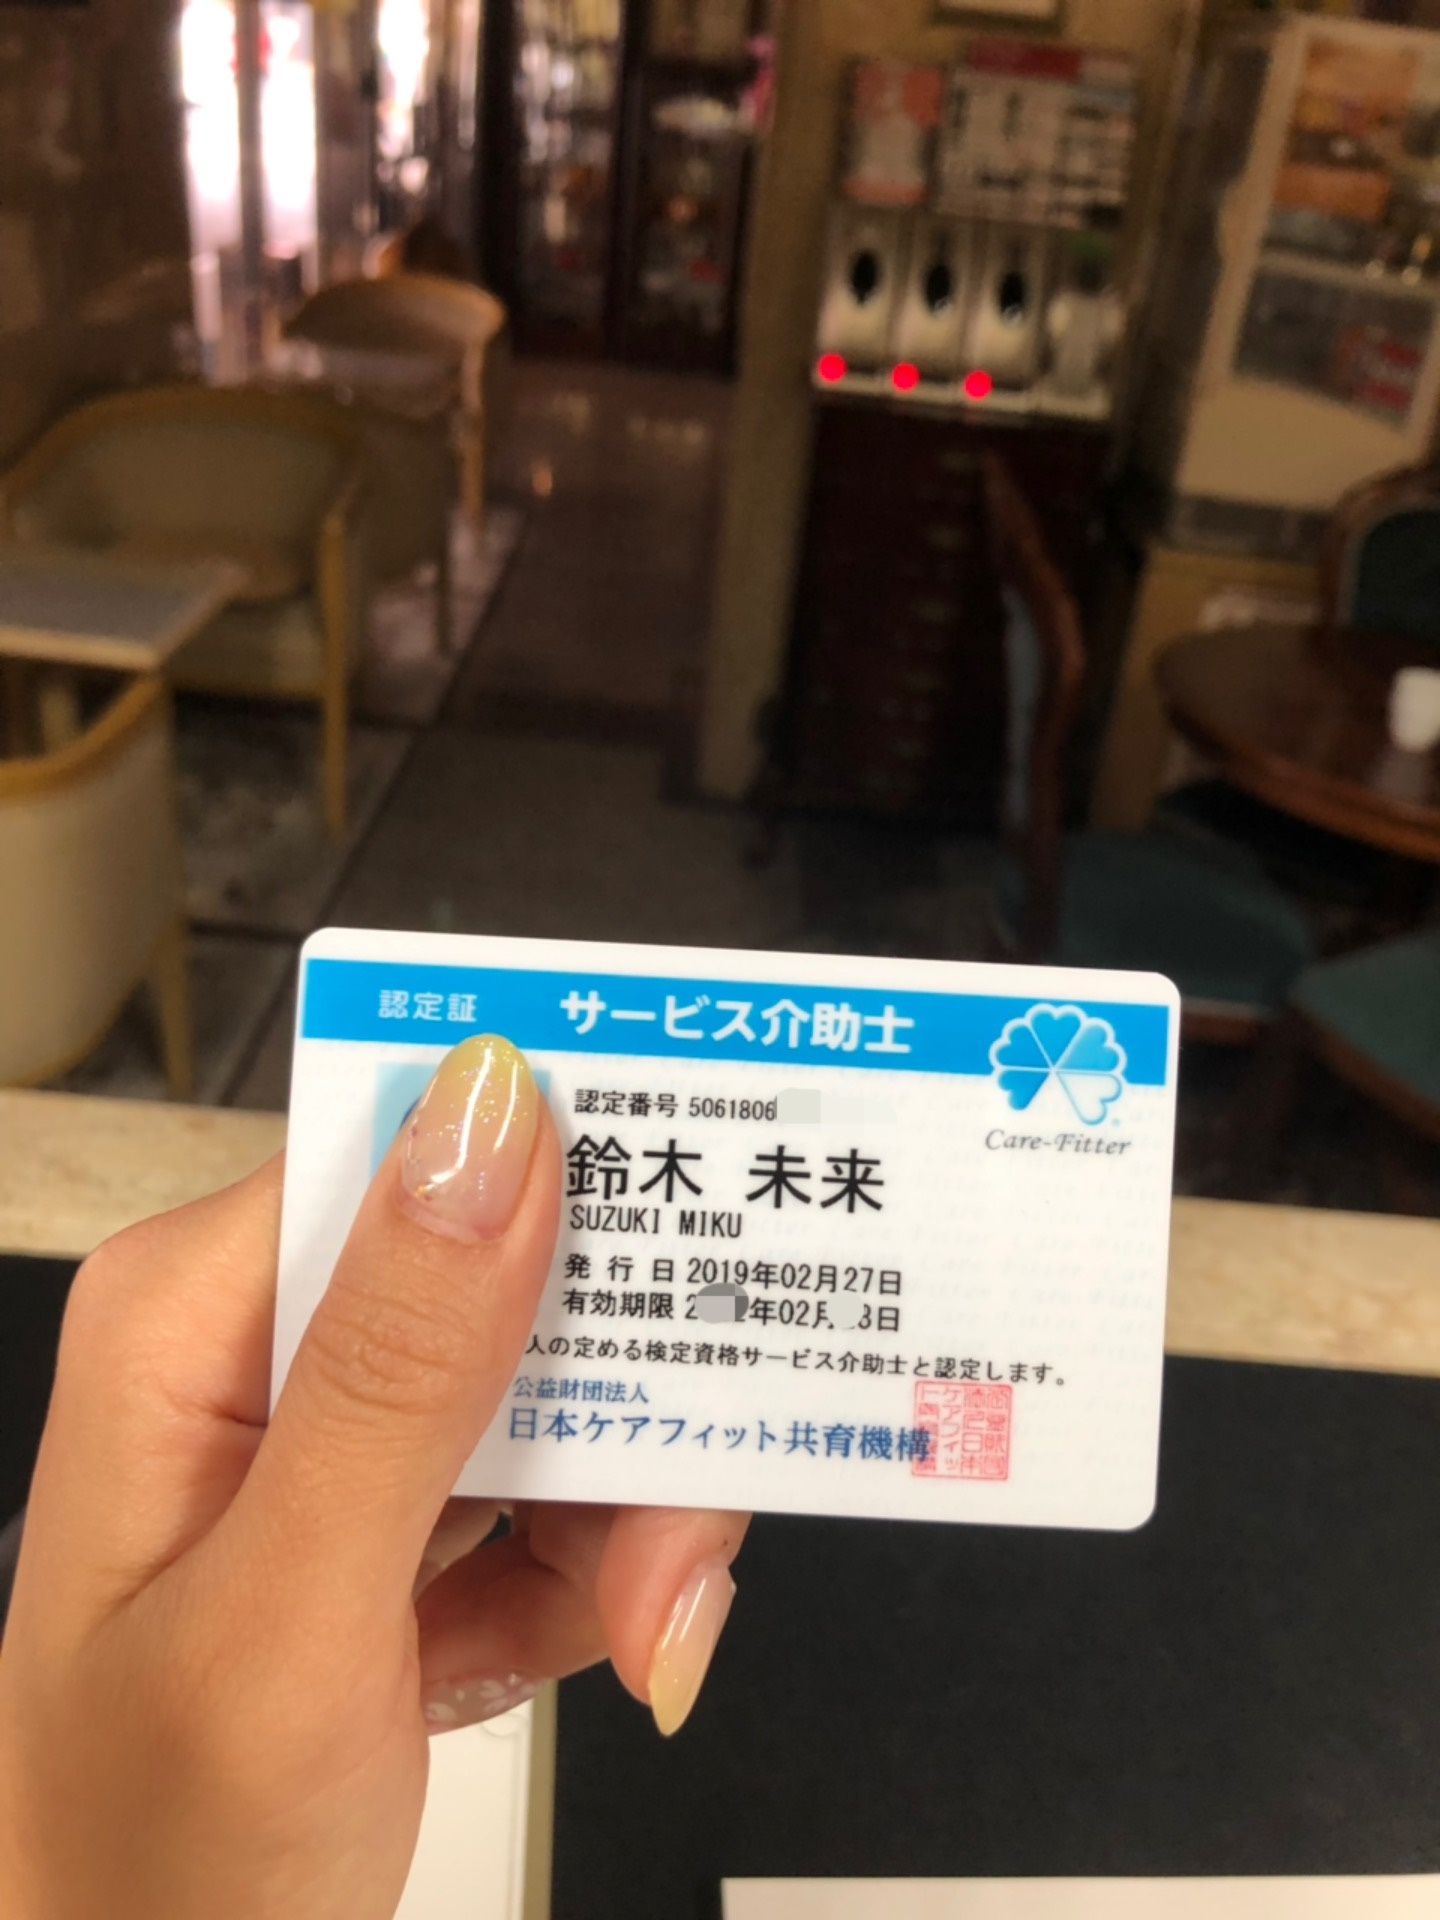 認定証 サービス介助士
認定番号 5061806
Care-Fitter
鈴木 未来
SUZUKI MIKU
発行日 2019年02月27日
有効期限 2 年02月 8日
人の定める検定資格サービス介助士と認定します。
公益財団法人
日本ケアフィット共育機構